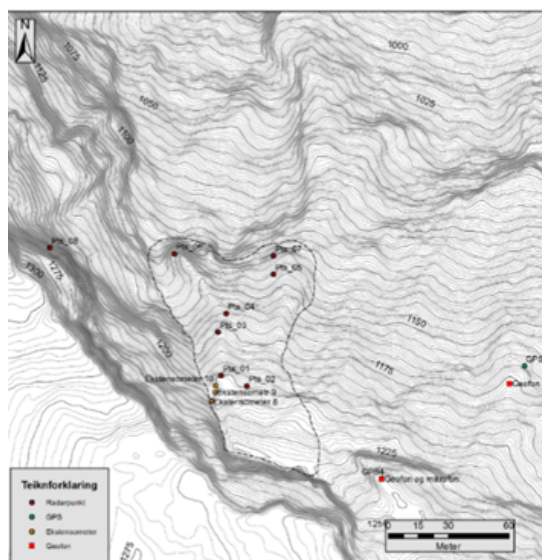 N
1000
1075
1125
1025
1050
1100
Pts_08
Pts_07
Pts_05
1300
1275
Pts_04
1150
Pts_03
1200
GPS
Pts_01
1175
Ekstensometer 10
Pts_02
Geofon
Ekstensometer 9
Ekstensometer 8
1225
GPS4
Geofon og mikrofon
Teiknforklaring
Radarpunkt
GPS
Ekstensometer
Geofon
1250
0 15 30 60
Meter
1275